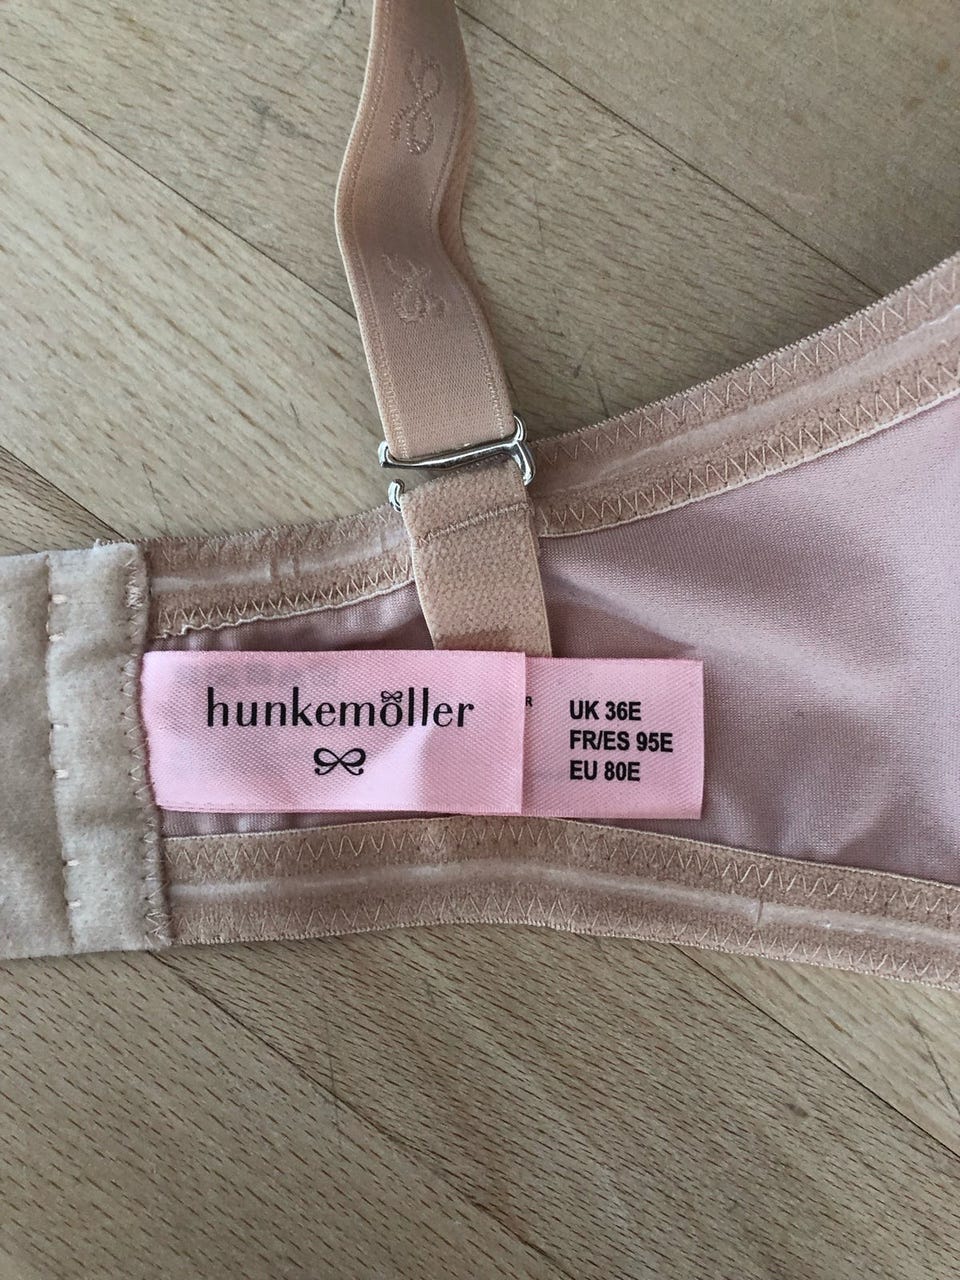 hunkemöller
R
UK 36E
FR/ES 95E
EU 80E